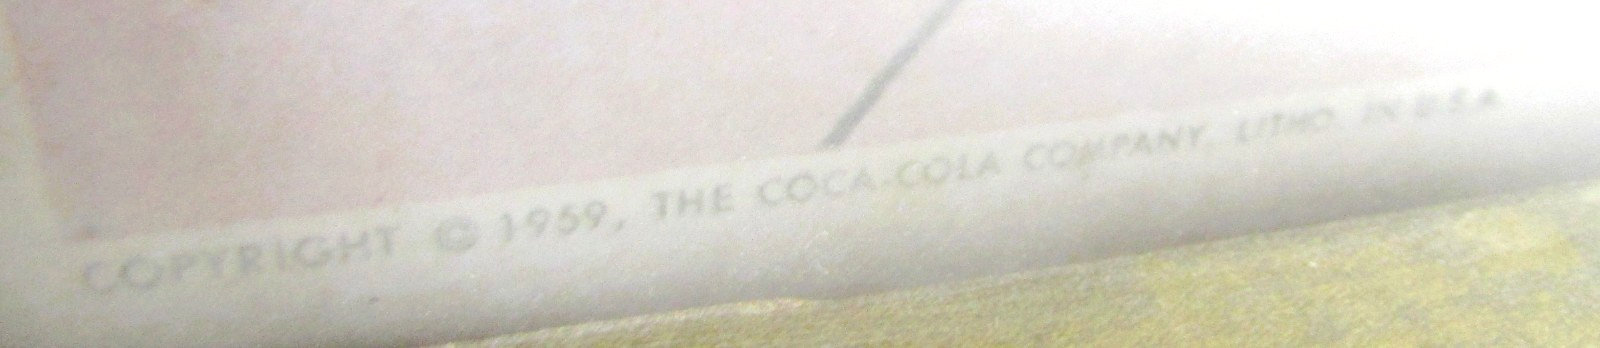 COPYRIGHT © 1959, THE COCA-COLA COMPANY. LITHO IN U.S.A.